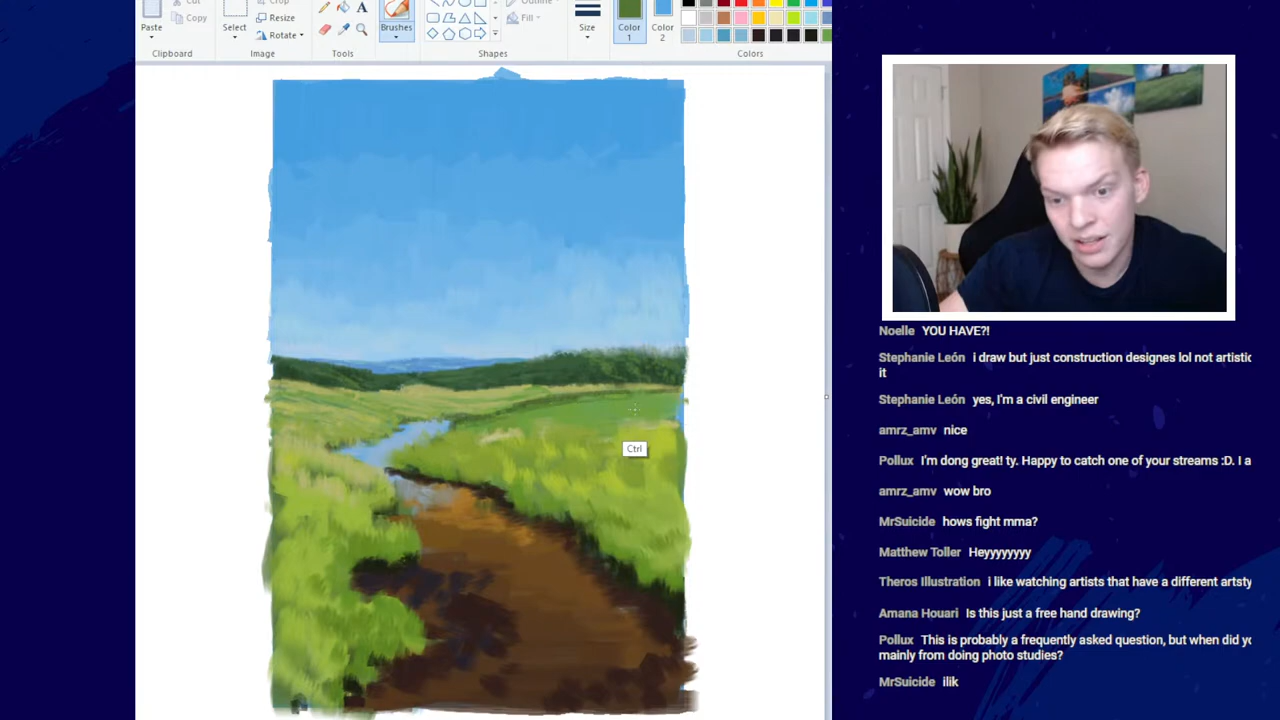 Cut
Crop
Outline
Paste
Copy
Select
Resize
Rotate
Brushes
Fill
Size
Color
1
Color
2
Clipboard
Image
Tools
Shapes
Colors
A
Ctrl
Noelle YOU HAVE?!
Stephanie León i draw but just construction designes lol not artistic
it
Stephanie León yes, I'm a civil engineer
amrz_amv nice
Pollux I'm dong great! ty. Happy to catch one of your streams :D. I a
amrz_amv wow bro
MrSuicide hows fight mma?
Matthew Toller Heyyyyyyy
Theros Illustration i like watching artists that have a different artsty
Amana Houari Is this just a free hand drawing?
Pollux This is probably a frequently asked question, but when did yo
mainly from doing photo studies?
MrSuicide ilik